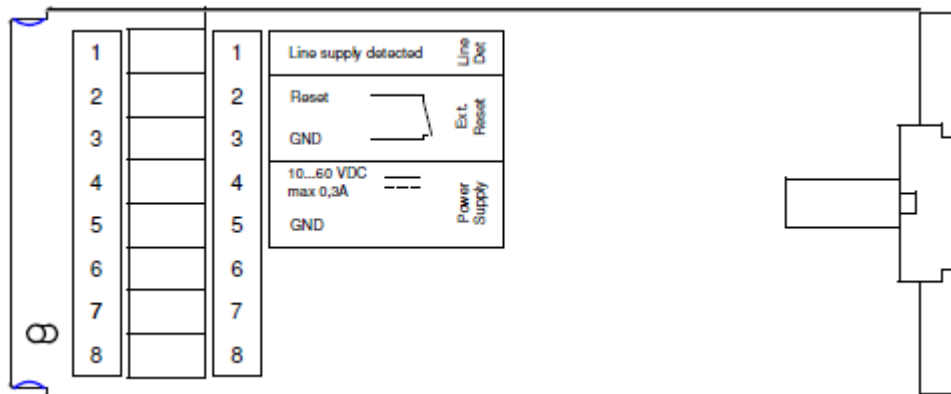 1 1 Line supply detected Line Det
2 2 Reset Ext. Reset
3 3 GND
4 4 10...60 VDC
max 0,3A Power Supply
5 5 GND
6 6
7 7
8 8